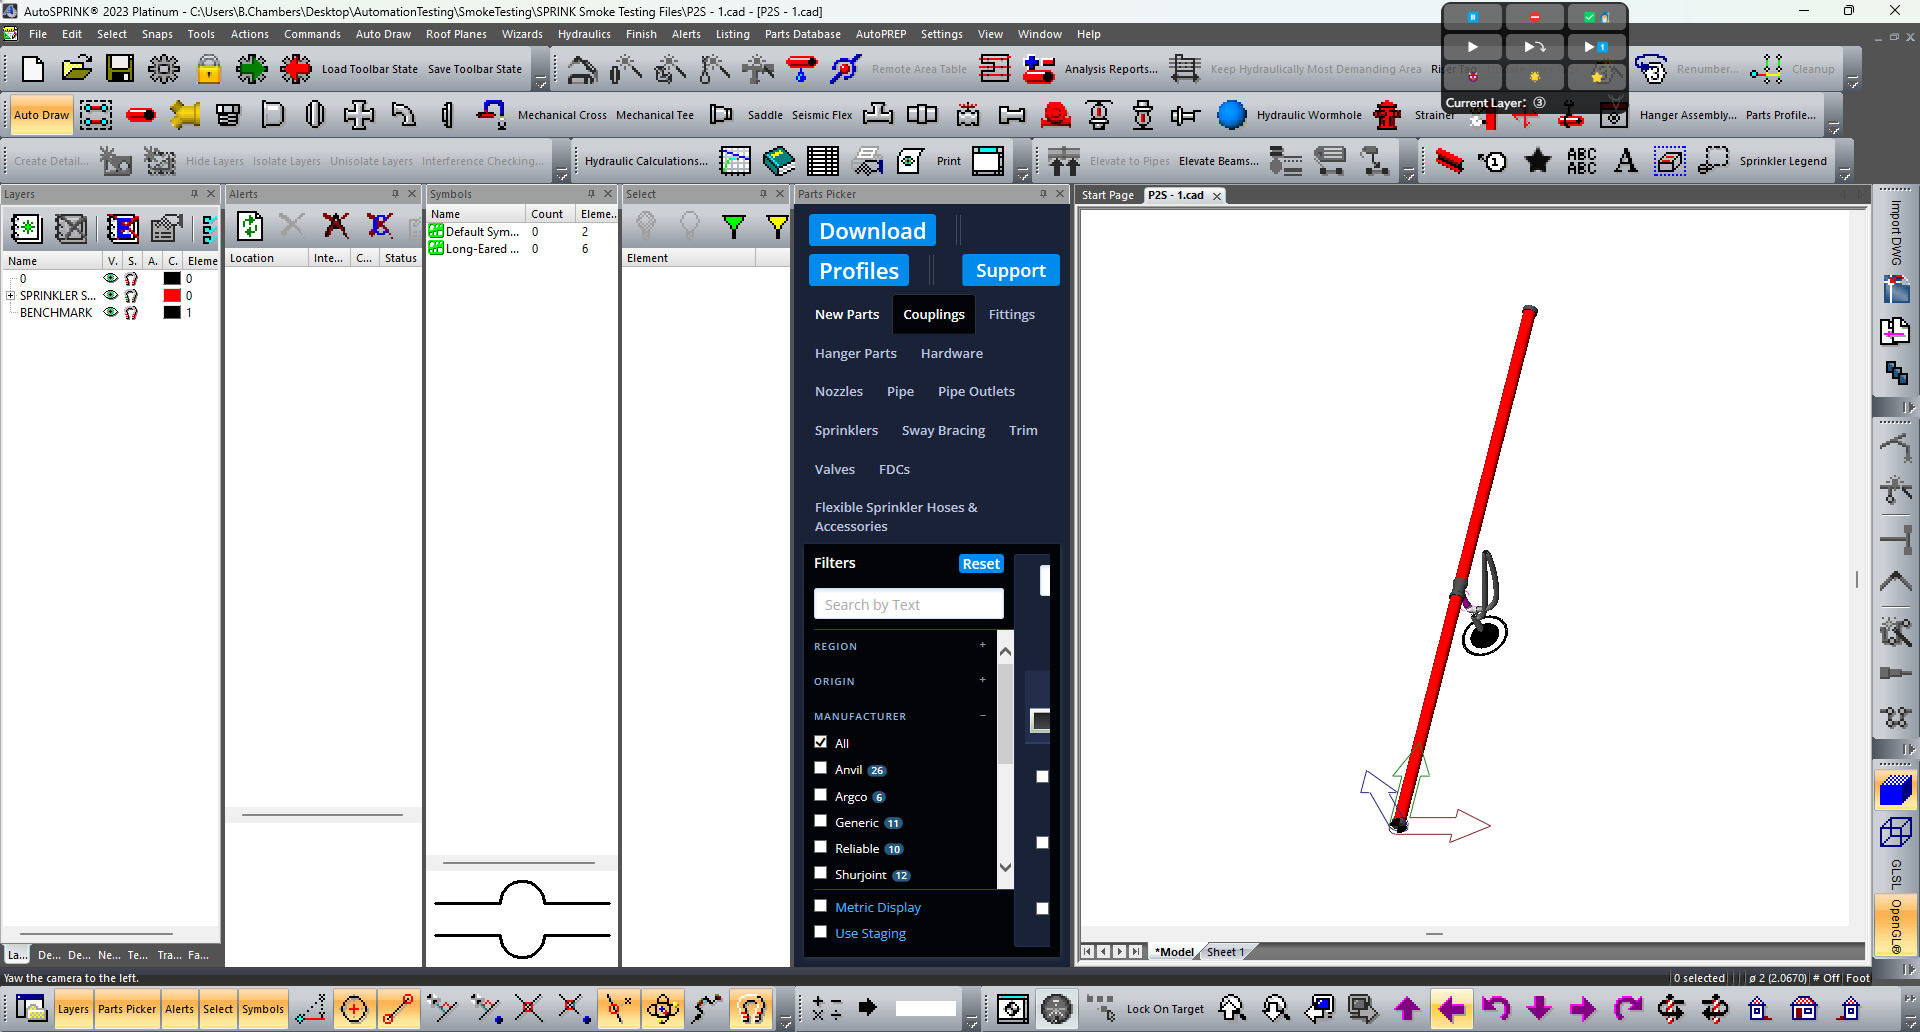 AutoSPRINK® 2023 Platinum - C:\Users\B.Chambers\Desktop\AutomationTesting\SmokeTesting\SPRINK Smoke Testing Files\P2S - 1.cad - [P2S - 1.cad]
File Edit Select Snaps Tools Actions Commands Auto Draw Roof Planes Wizards Hydraulics Finish Alerts Listing Parts Database AutoPREP Settings View Window Help
Load Toolbar State Save Toolbar State Remote Area Table Analysis Reports... Keep Hydraulically Most Demanding Area Renumber... Cleanup
Current Layer: ③
Auto Draw Mechanical Cross Mechanical Tee Saddle Seismic Flex Hydraulic Wormhole Strainer Hanger Assembly... Parts Profile...
Create Detail... Hide Layers Isolate Layers Unisolate Layers Interference Checking... Hydraulic Calculations... Print Elevate to Pipes Elevate Beams... 1 ABC ABC A Sprinkler Legend
Layers Alerts Symbols Select Parts Picker Start Page P2S - 1.cad
Name V. S. A. C. Eleme
0 0
SPRINKLER S... 0
BENCHMARK 1
Location Inte... C... Status
Name Count Eleme..
Default Sym... 0 2
Long-Eared ... 0 6
Element
Download
Profiles Support
New Parts Couplings Fittings
Hanger Parts Hardware
Nozzles Pipe Pipe Outlets
Sprinklers Sway Bracing Trim
Valves FDCs
Flexible Sprinkler Hoses &
Accessories
Filters Reset
Search by Text
REGION +
ORIGIN +
MANUFACTURER −
All
Anvil 26
Argco 6
Generic 11
Reliable 10
Shurjoint 12
Metric Display
Use Staging
Import DWG
GLSL
OpenGL®
*Model Sheet 1
La... De... De... Ne... Te... Tra... Fa...
Yaw the camera to the left. 0 selected ø 2 (2.0670) # Off Foot
Layers Parts Picker Alerts Select Symbols Lock On Target